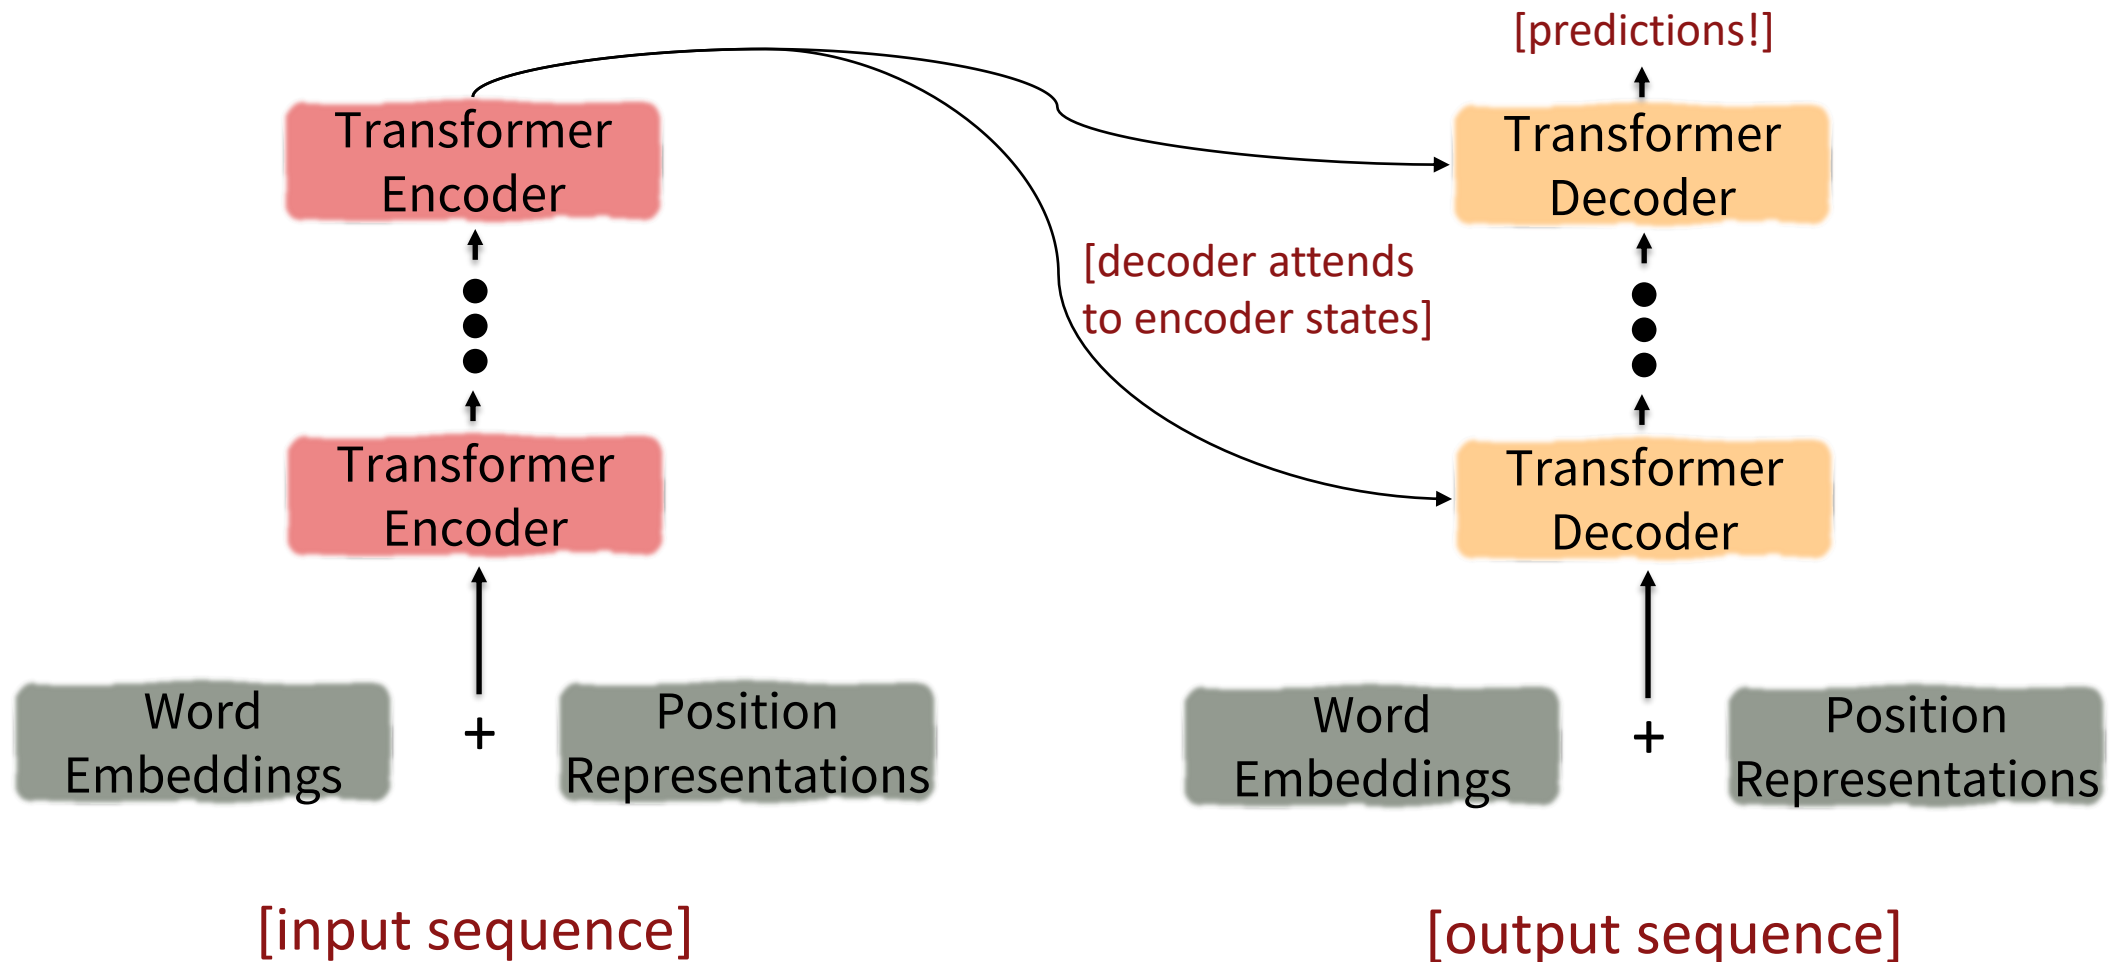 [predictions!]
Transformer
Encoder
Transformer
Decoder
[decoder attends
to encoder states]
Transformer
Encoder
Transformer
Decoder
Word
Embeddings
+
Position
Representations
Word
Embeddings
+
Position
Representations
[input sequence]
[output sequence]